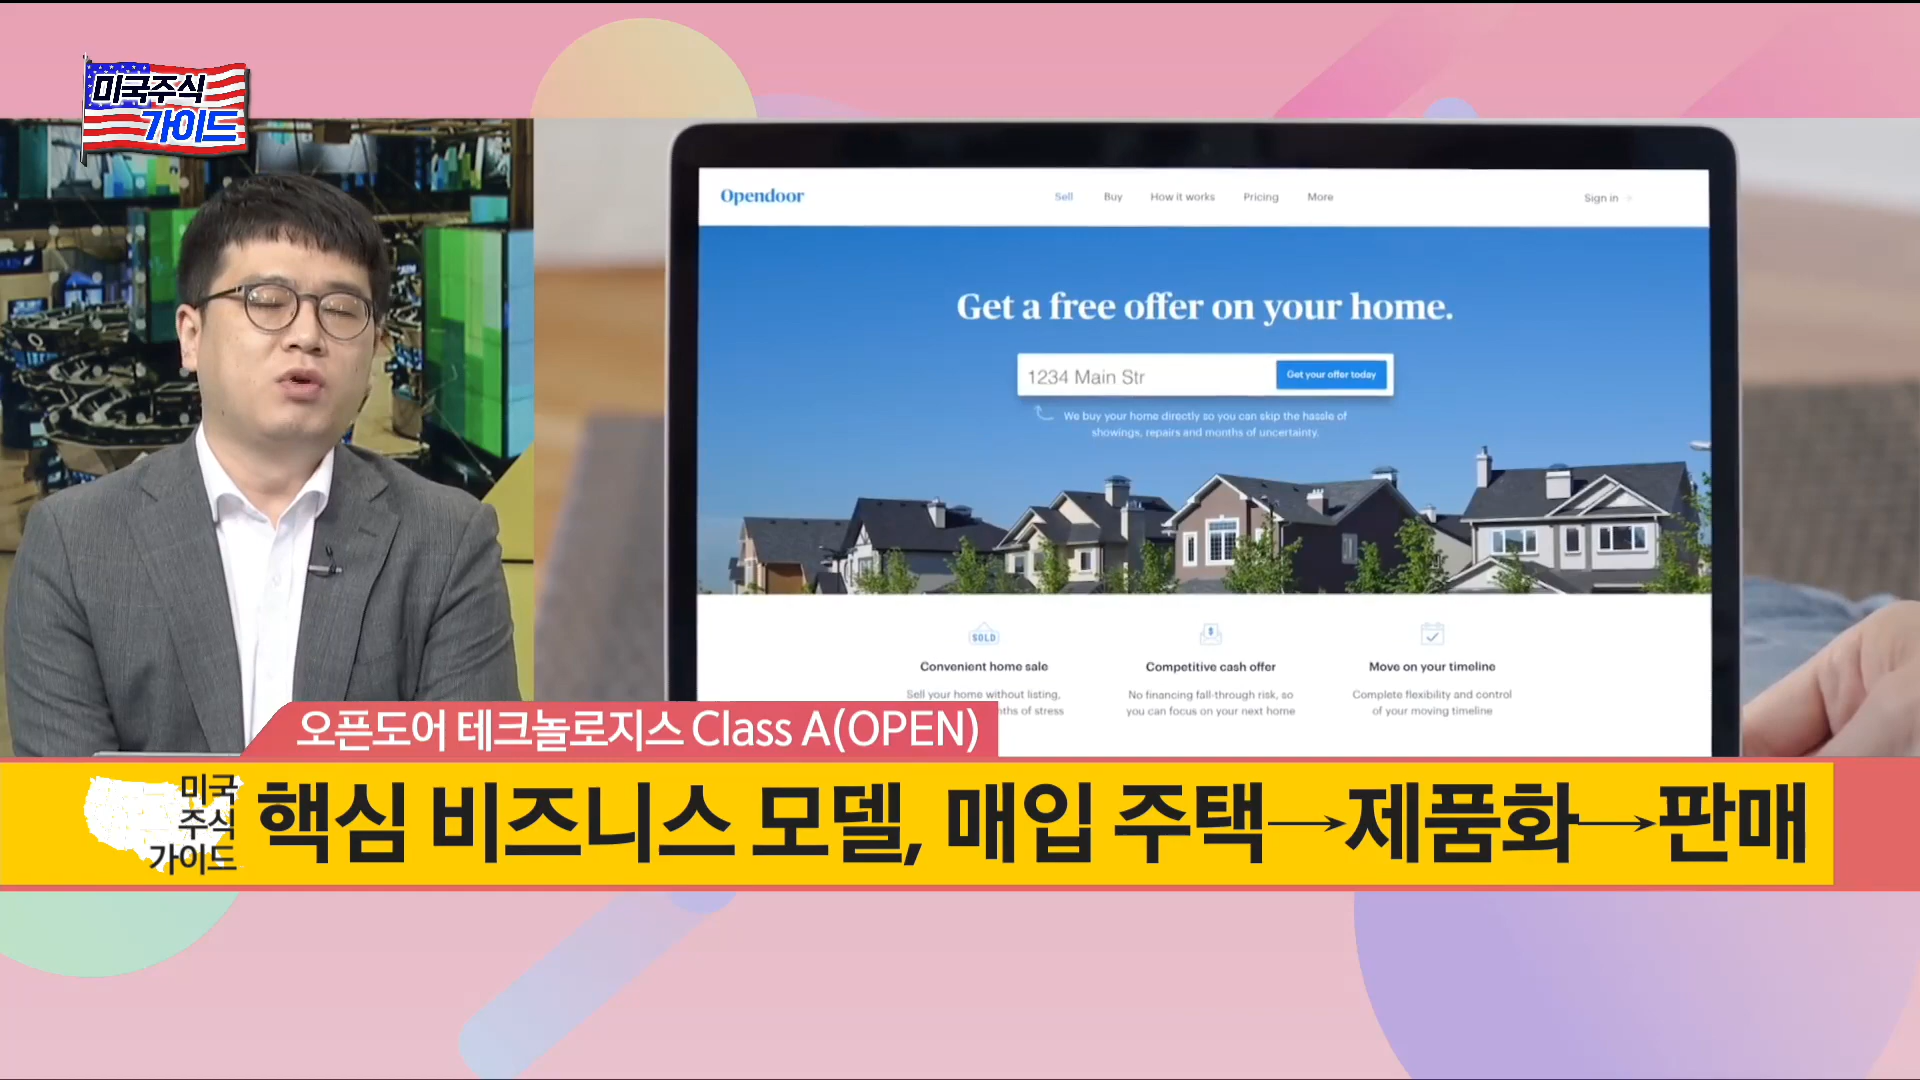 미국주식
가이드
Opendoor
Sell Buy How it works Pricing More Sign in
Get a free offer on your home.
1234 Main Str Get your offer today
We buy your home directly so you can skip the hassle of
showings, repairs and months of uncertainty.
SOLD
Convenient home sale
Sell your home without listing,
ths of stress
$
Competitive cash offer
No financing fall-through risk, so
you can focus on your next home
Move on your timeline
Complete flexibility and control
of your moving timeline
오픈도어 테크놀로지스 Class A(OPEN)
미국
주식
가이드
핵심 비즈니스 모델, 매입 주택→제품화→판매